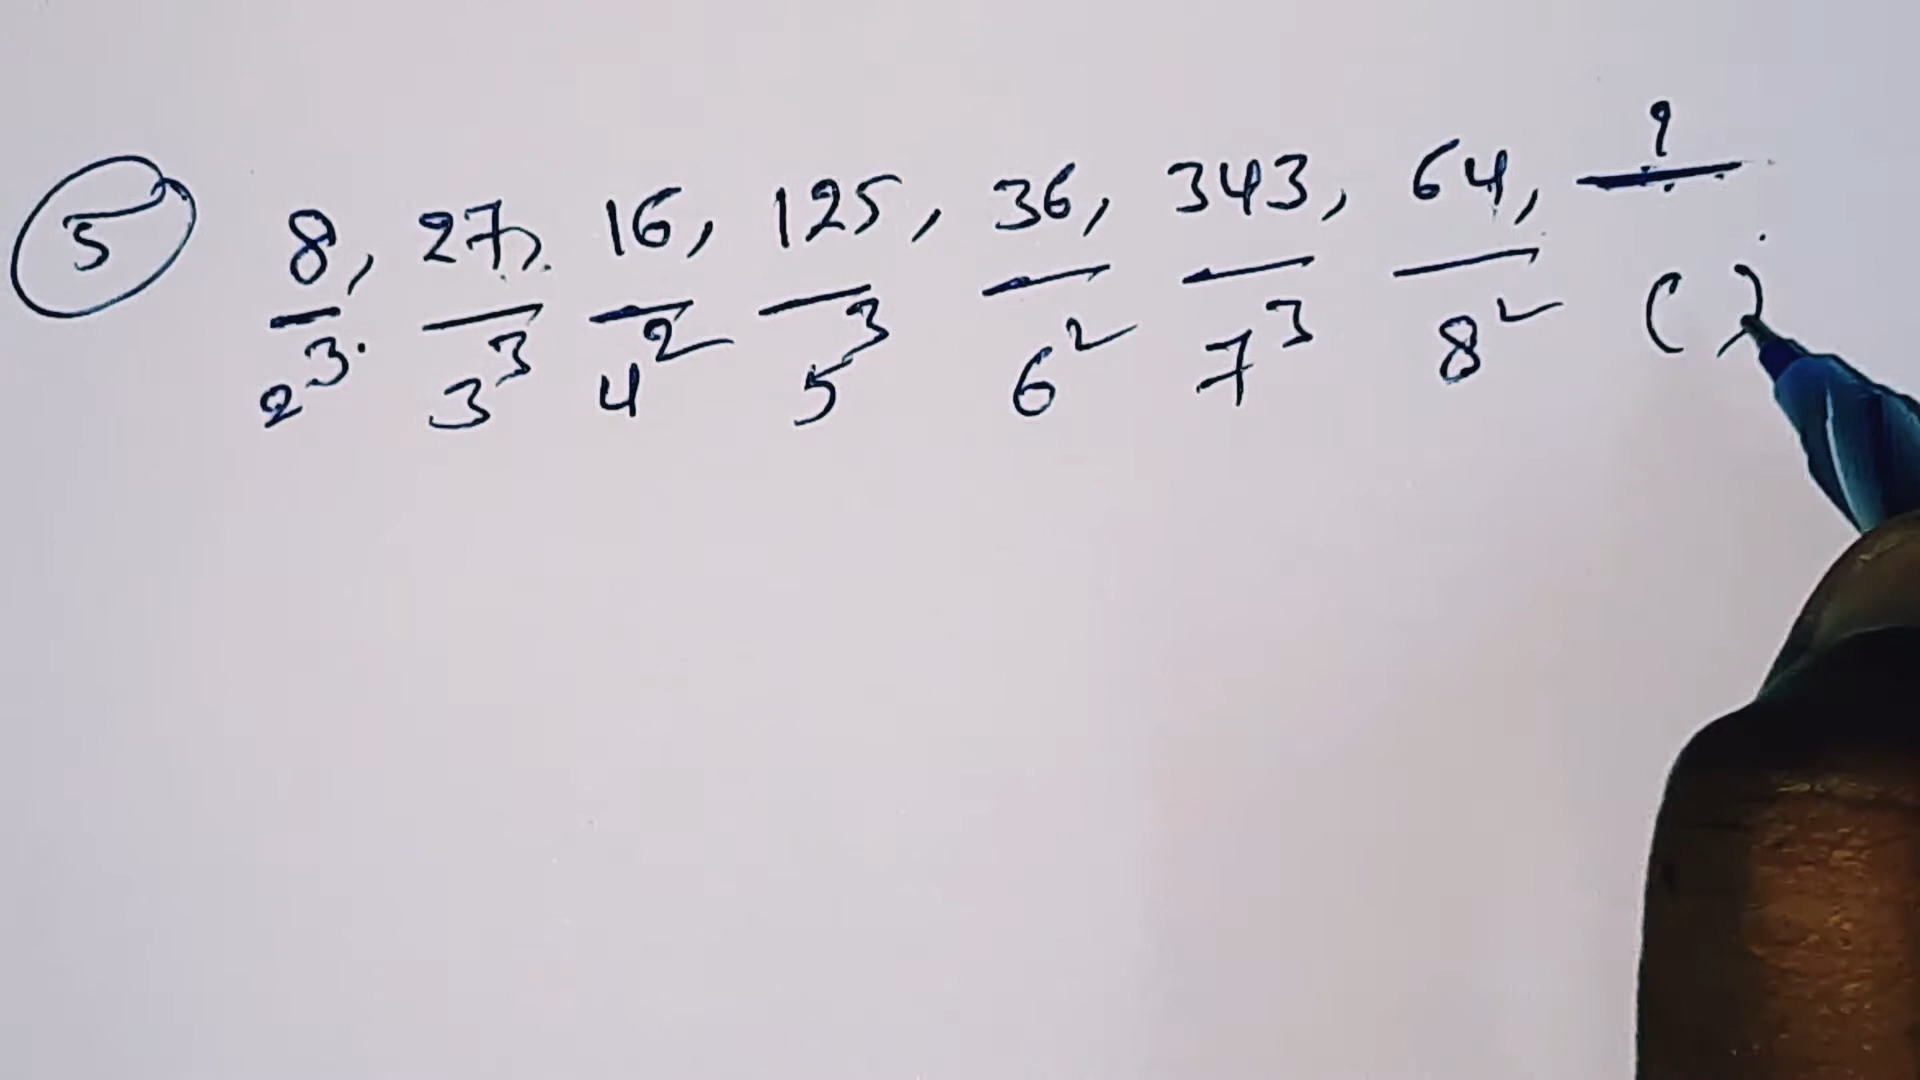 5 8, 27, 16, 125, 36, 343, 64, ?
2³ 3³ 4² 5³ 6² 7³ 8² ( )